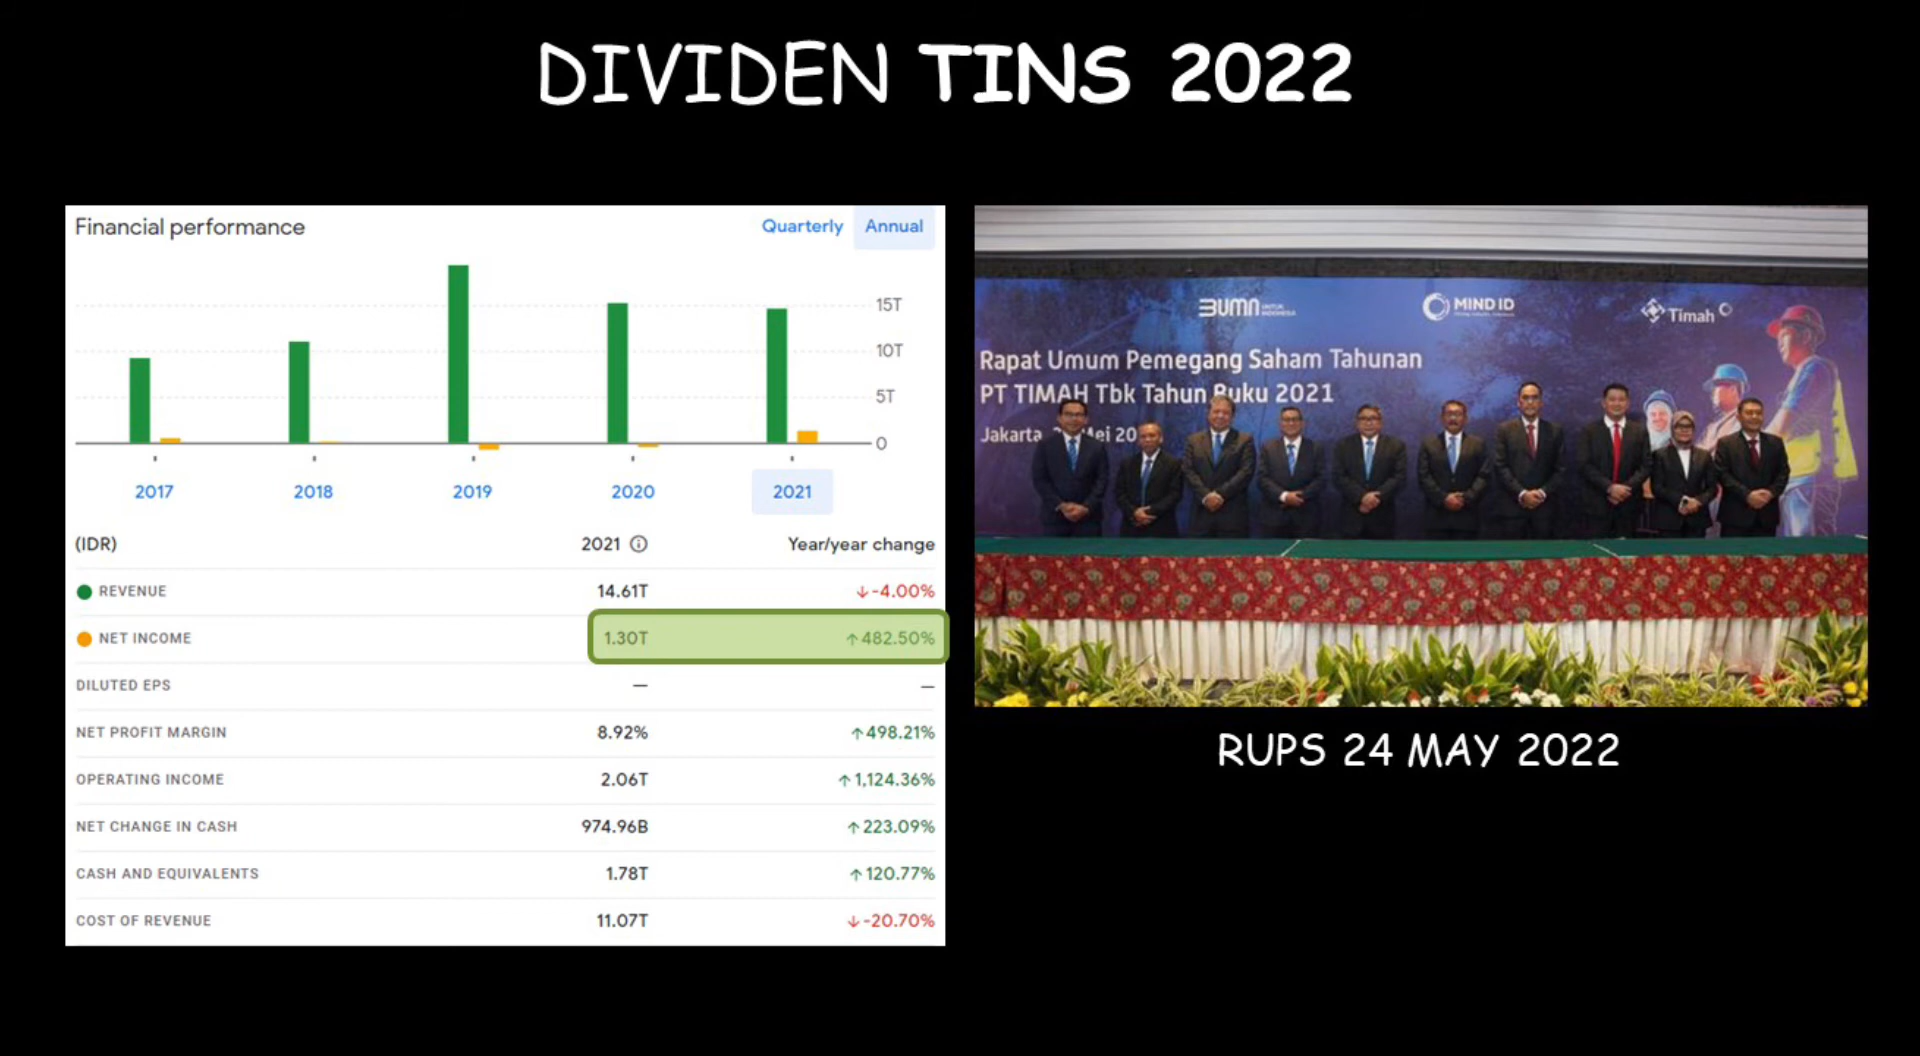 DIVIDEN TINS 2022
Financial performance
Quarterly Annual
15T
10T
5T
0
2017 2018 2019 2020 2021
(IDR) 2021 Year/year change
REVENUE 14.61T ↓-4.00%
NET INCOME 1.30T ↑482.50%
DILUTED EPS — —
NET PROFIT MARGIN 8.92% ↑498.21%
OPERATING INCOME 2.06T ↑1,124.36%
NET CHANGE IN CASH 974.96B ↑223.09%
CASH AND EQUIVALENTS 1.78T ↑120.77%
COST OF REVENUE 11.07T ↓-20.70%
BUMN UNTUK INDONESIA MIND ID Timah
Rapat Umum Pemegang Saham Tahunan
PT TIMAH Tbk Tahun Buku 2021
Jakarta
RUPS 24 MAY 2022